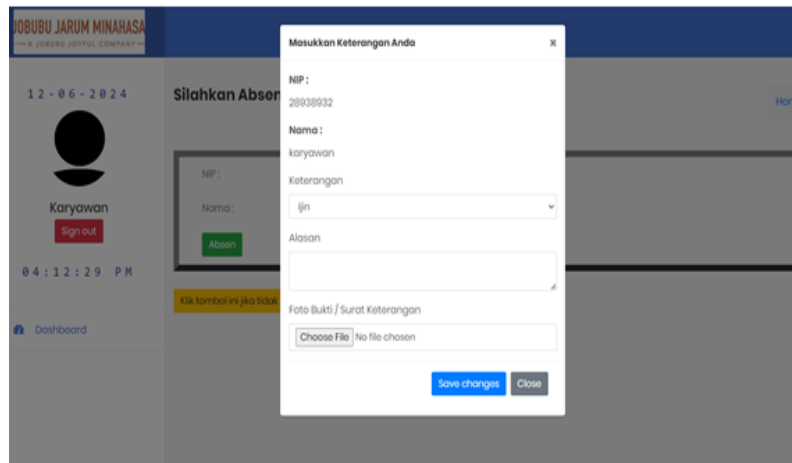 JOBUBU JARUM MINAHASA
— A JOBUBU JOYFUL COMPANY —
12-06-2024
Karyawan
Sign out
04:12:29 PM
Dashboard
Silahkan Absen
NIP :
Nama :
Absen
Klik tombol ini jika tidak
Masukkan Keterangan Anda
x
NIP :
28938932
Nama :
karyawan
Keterangan
Ijin
Alasan
Foto Bukti / Surat Keterangan
Choose File No file chosen
Save changes Close